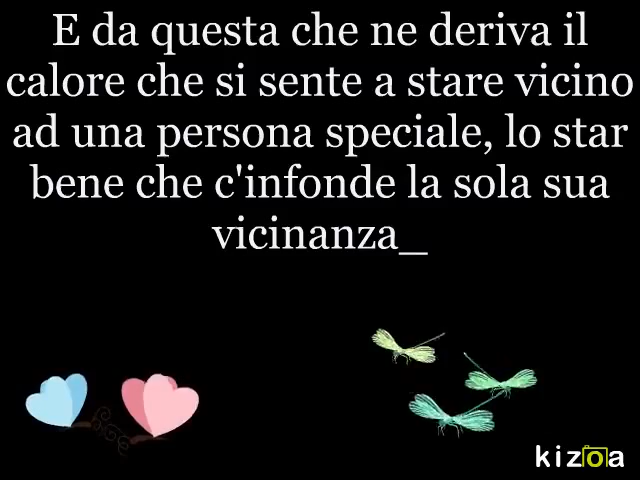 E da questa che ne deriva il
calore che si sente a stare vicino
ad una persona speciale, lo star
bene che c'infonde la sola sua
vicinanza_
kizoa